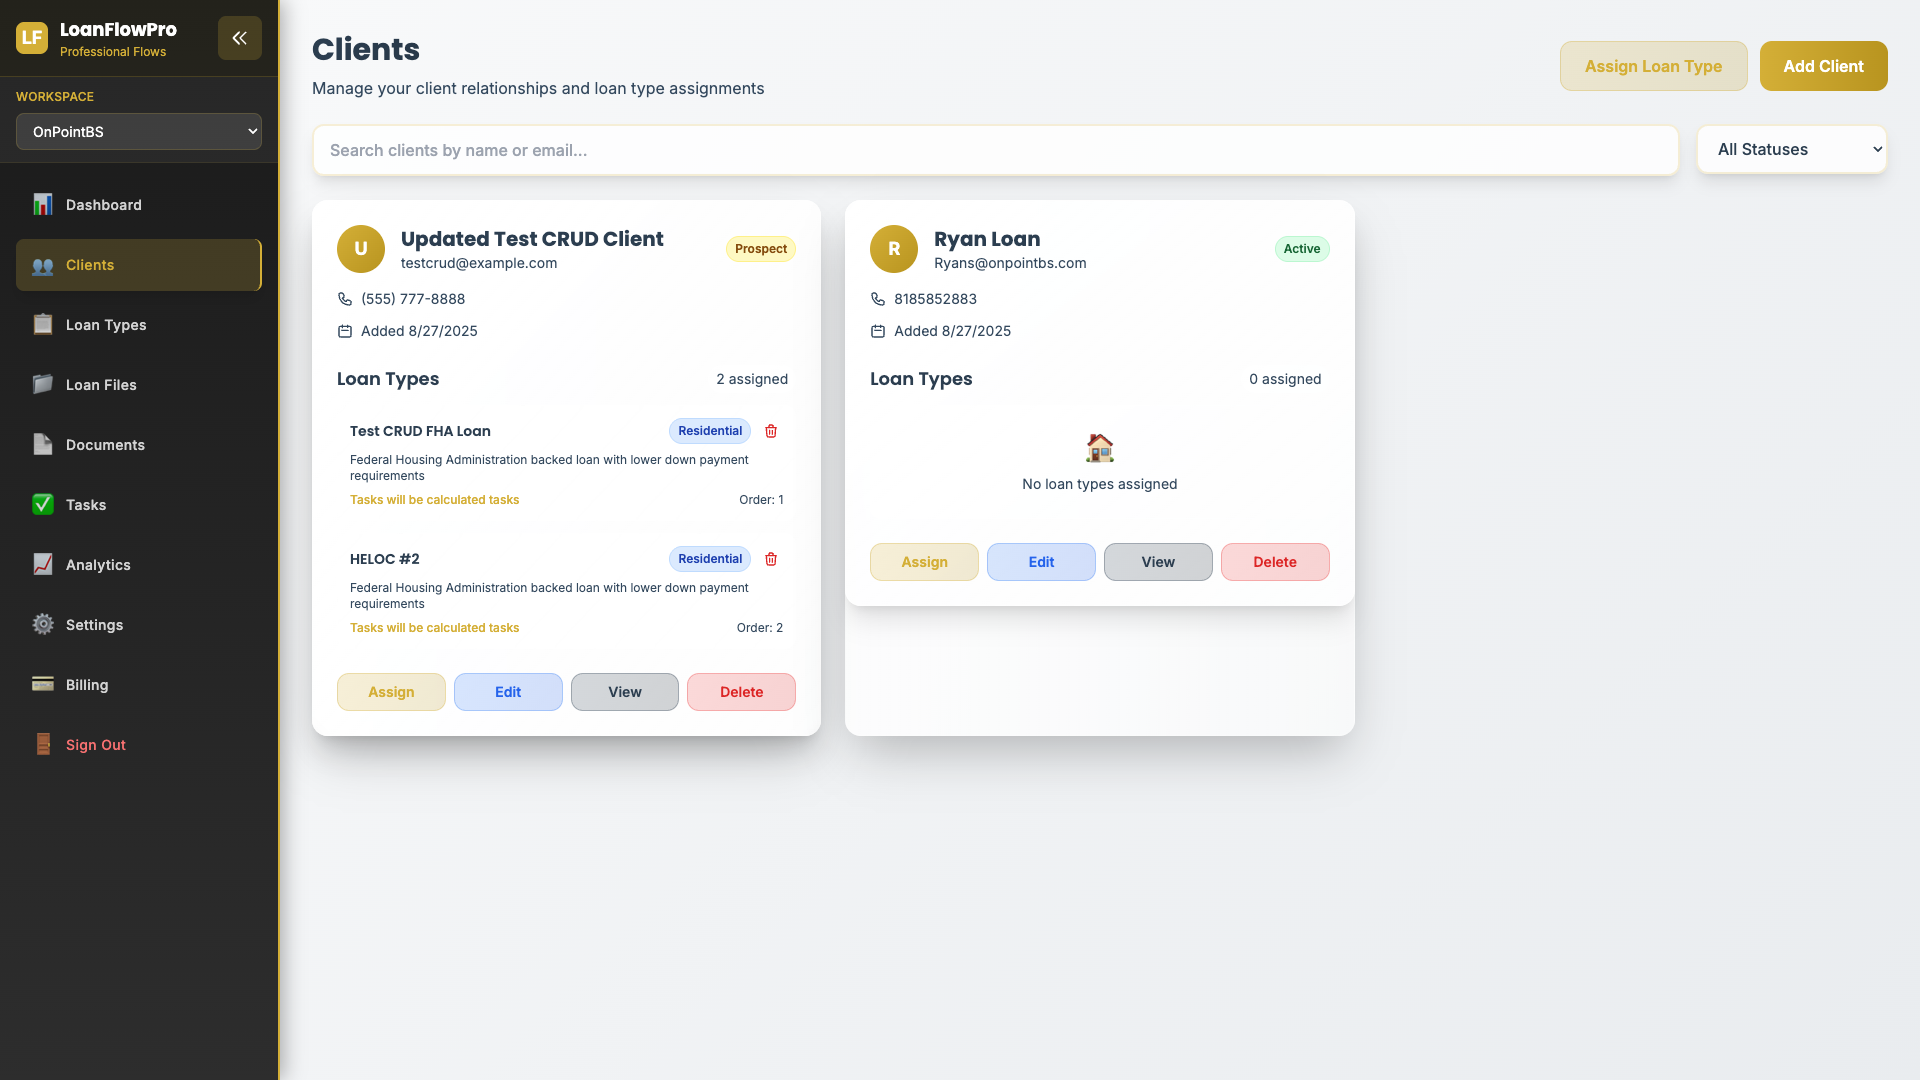 LF
LoanFlowPro
Professional Flows
WORKSPACE
OnPointBS
Dashboard
Clients
Loan Types
Loan Files
Documents
Tasks
Analytics
Settings
Billing
Sign Out
Clients
Manage your client relationships and loan type assignments
Assign Loan Type
Add Client
Search clients by name or email...
All Statuses
U
Updated Test CRUD Client
testcrud@example.com
Prospect
(555) 777-8888
Added 8/27/2025
Loan Types
2 assigned
Test CRUD FHA Loan
Residential
Federal Housing Administration backed loan with lower down payment
requirements
Tasks will be calculated tasks
Order: 1
HELOC #2
Residential
Federal Housing Administration backed loan with lower down payment
requirements
Tasks will be calculated tasks
Order: 2
Assign
Edit
View
Delete
R
Ryan Loan
Ryans@onpointbs.com
Active
8185852883
Added 8/27/2025
Loan Types
0 assigned
No loan types assigned
Assign
Edit
View
Delete